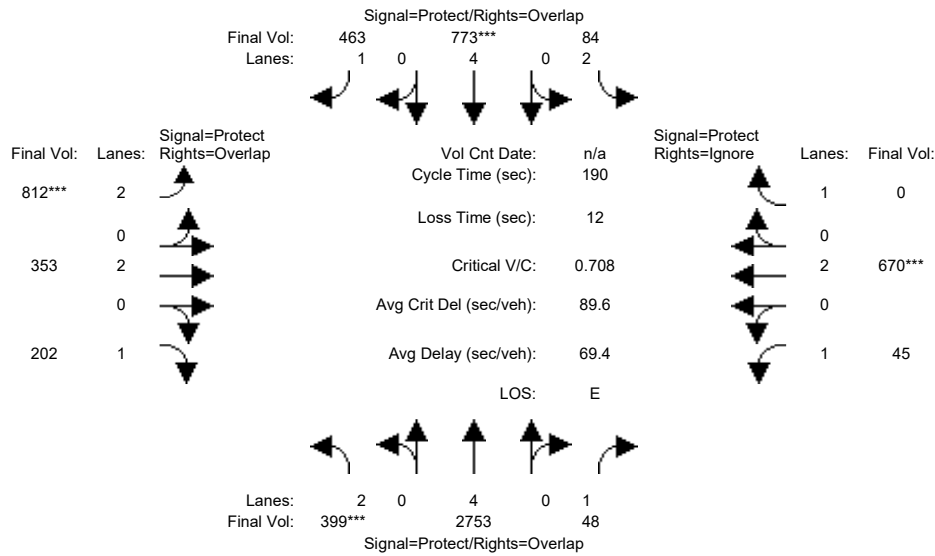 Signal=Protect/Rights=Overlap
Final Vol: 463 773*** 84
Lanes: 1 0 4 0 2
Signal=Protect Signal=Protect
Final Vol: Lanes: Rights=Overlap Vol Cnt Date: n/a Rights=Ignore Lanes: Final Vol:
Cycle Time (sec): 190
812*** 2 1 0
Loss Time (sec): 12
0 0
353 2 Critical V/C: 0.708 2 670***
0 Avg Crit Del (sec/veh): 89.6 0
202 1 Avg Delay (sec/veh): 69.4 1 45
LOS: E
Lanes: 2 0 4 0 1
Final Vol: 399*** 2753 48
Signal=Protect/Rights=Overlap